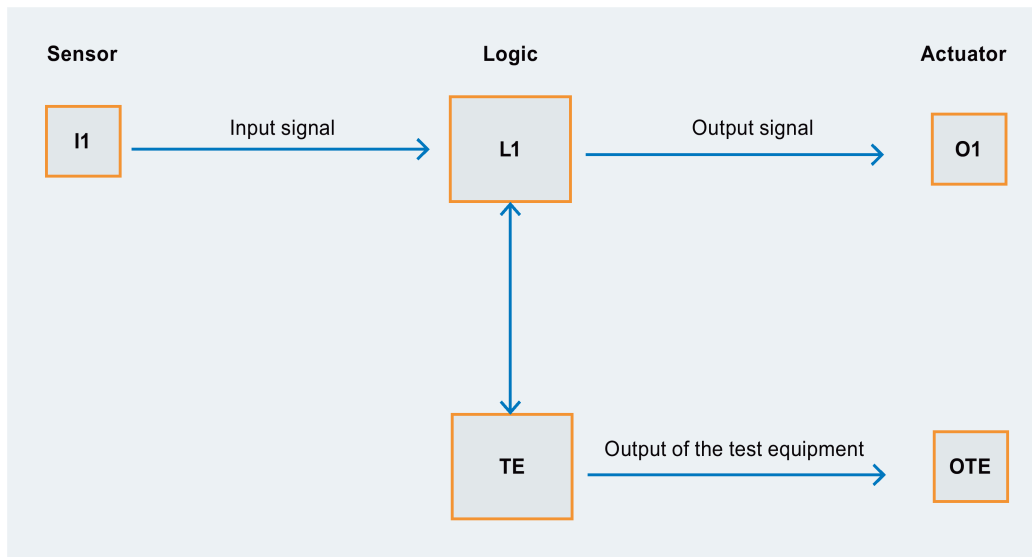 Sensor
Logic
Actuator
I1
Input signal
L1
Output signal
O1
TE
Output of the test equipment
OTE